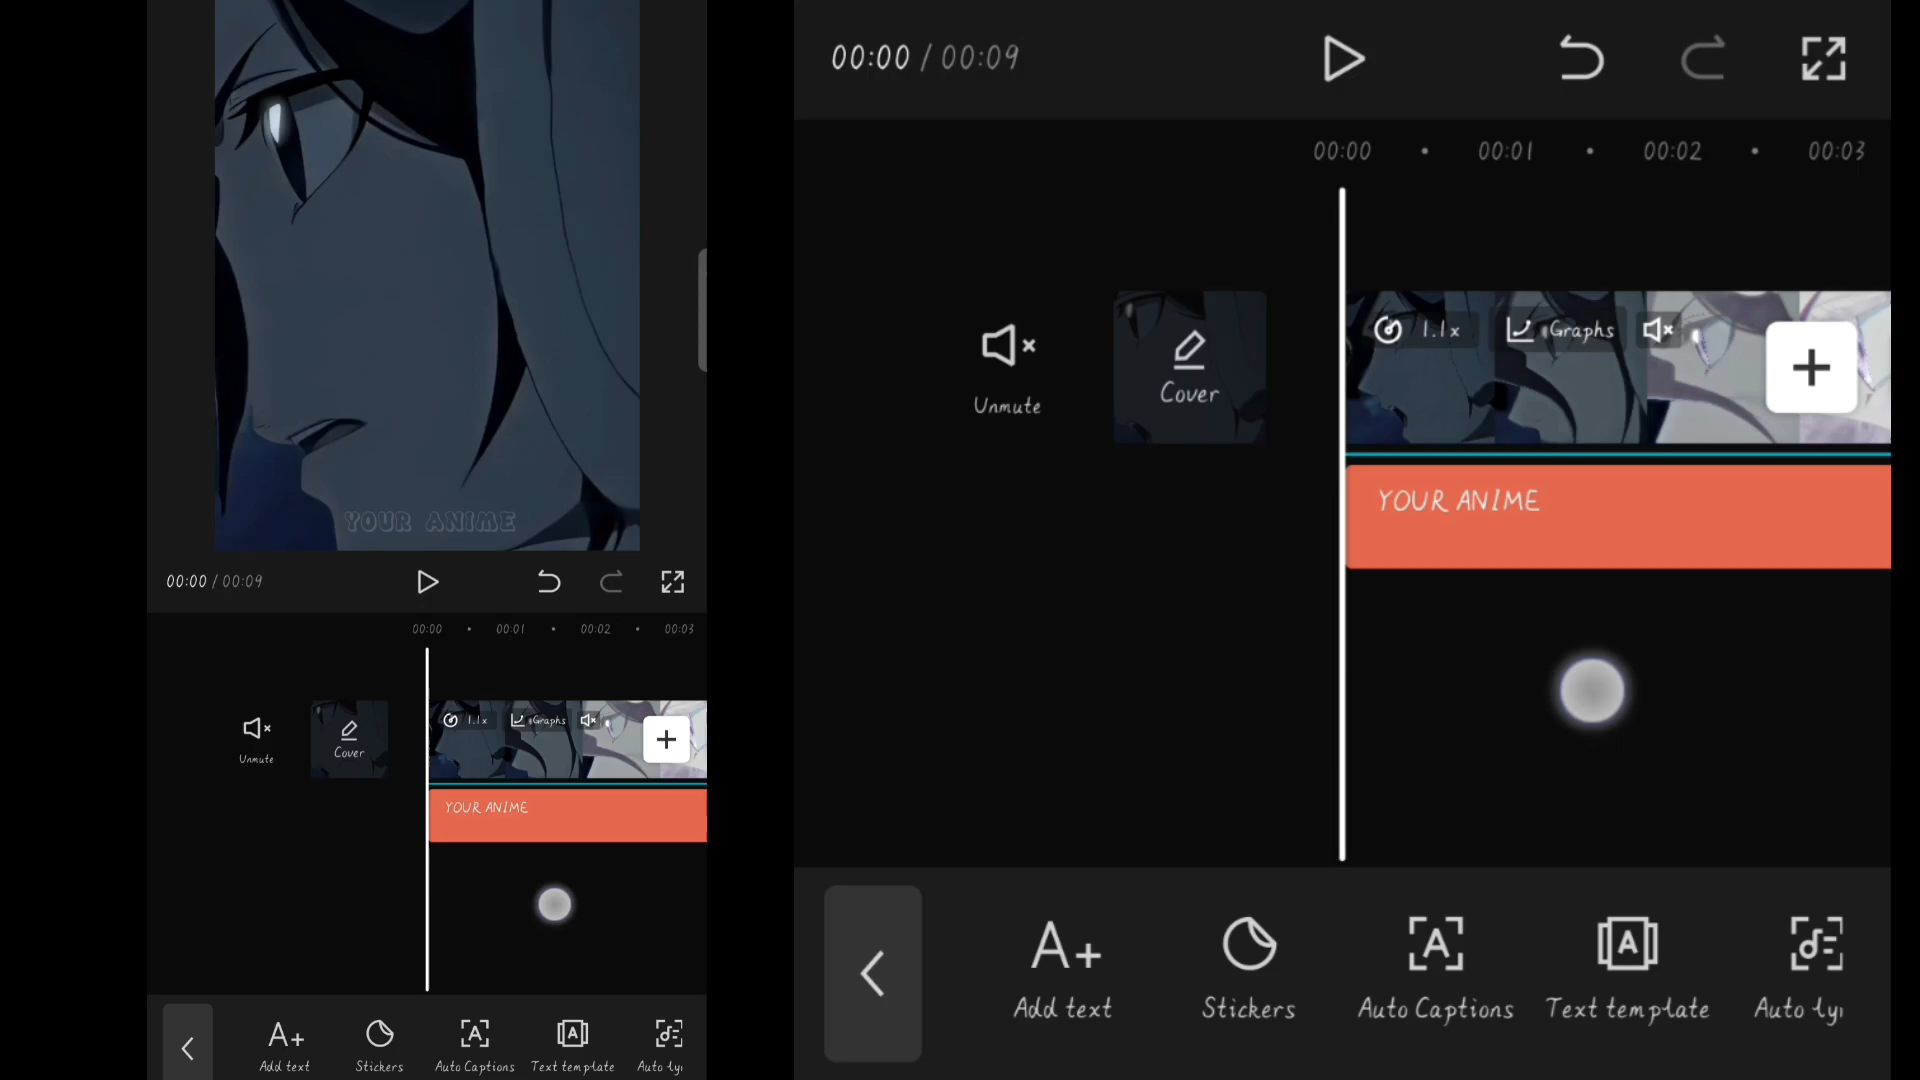 YOUR ANIME
00:00 / 00:09
00:00 00:01 00:02 00:03
1.1x Graphs
Unmute
Cover
YOUR ANIME
Add text Stickers Auto Captions Text template Auto
00:00 / 00:09
00:00 00:01 00:02 00:03
1.1x Graphs
Cover
Unmute
YOUR ANIME
A+ A A
Add text Stickers Auto Captions Text template Auto